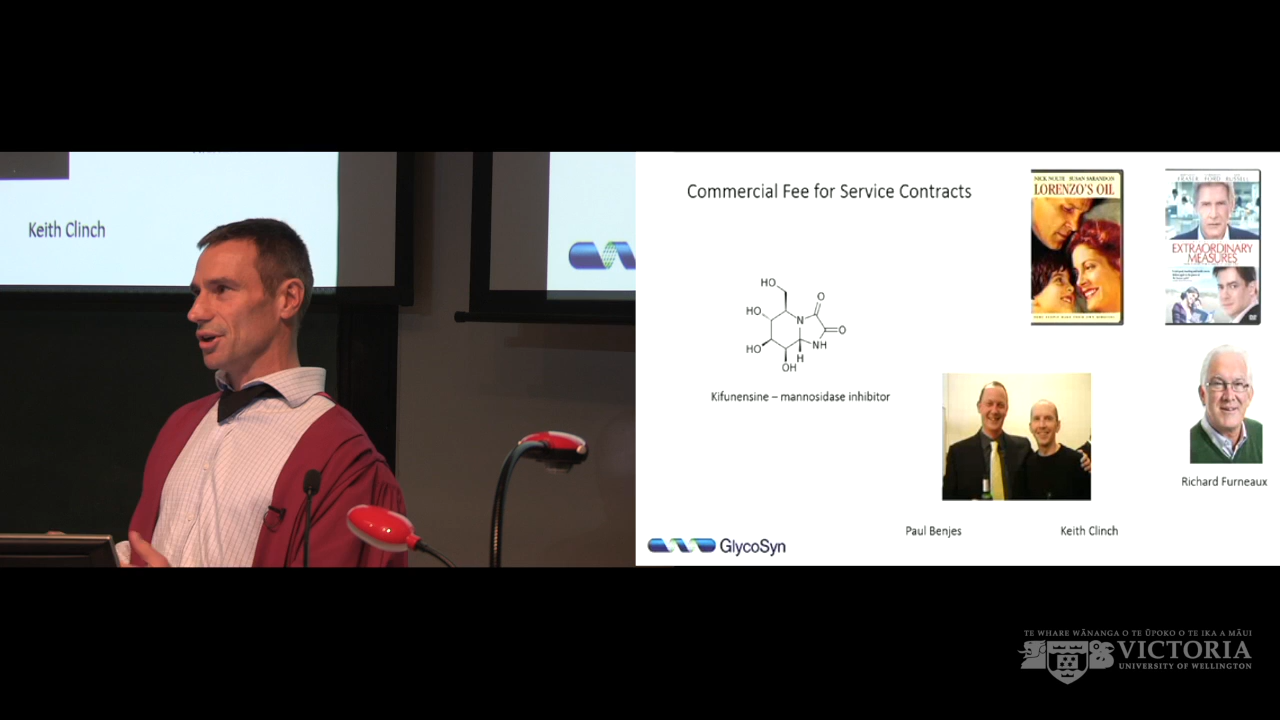 Keith Clinch
Commercial Fee for Service Contracts
NICK NOLTE SUSAN SARANDON
LORENZO'S OIL
FRASER FORD RUSSELL
EXTRAORDINARY
MEASURES
HO
HO
HO
OH
N
NH
H
O
O
Kifunensine – mannosidase inhibitor
Richard Furneaux
Paul Benjes
Keith Clinch
GlycoSyn
TE WHARE WĀNANGA O TE ŪPOKO O TE IKA A MĀUI
VICTORIA
UNIVERSITY OF WELLINGTON